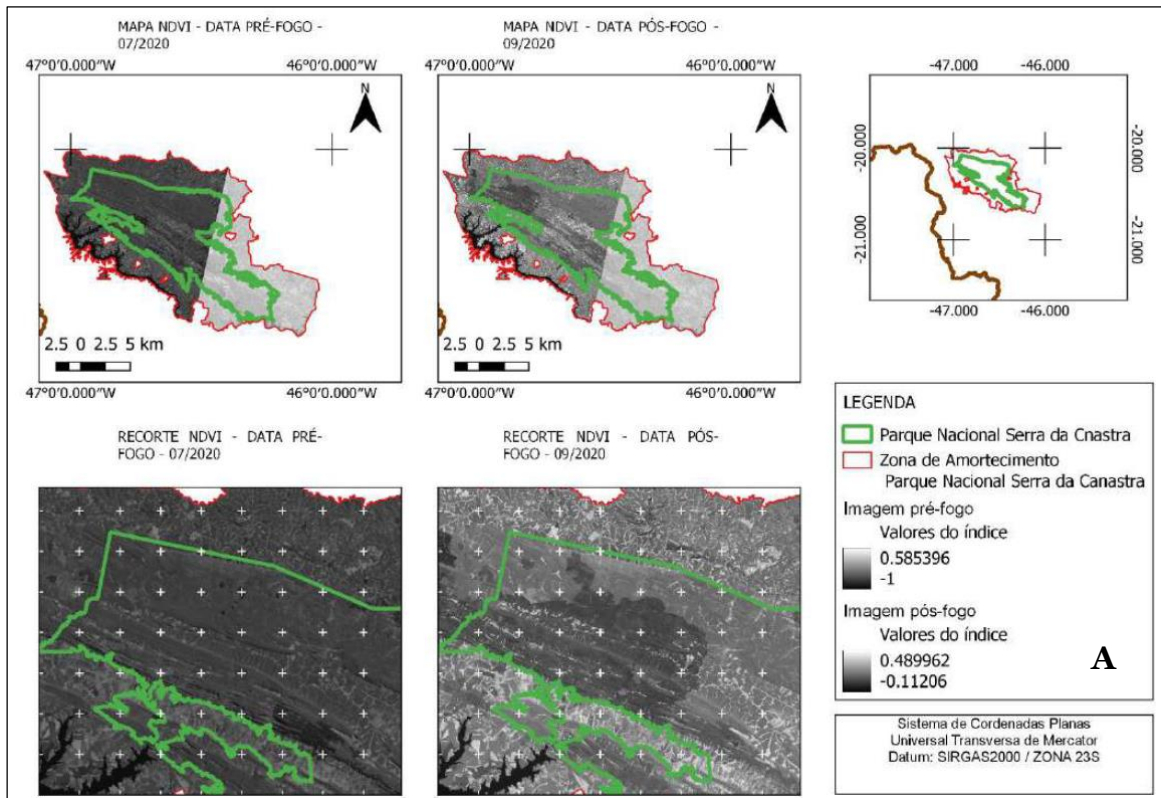 MAPA NDVI - DATA PRÉ-FOGO -
07/2020
47°0'0.000"W
46°0'0.000"W
N
2.5 0 2.5 5 km
47°0'0.000"W
46°0'0.000"W
MAPA NDVI - DATA PÓS-FOGO -
09/2020
47°0'0.000"W
46°0'0.000"W
N
2.5 0 2.5 5 km
47°0'0.000"W
46°0'0.000"W
-47.000
-46.000
-20.000
-20.000
-21.000
-21.000
-47.000
-46.000
RECORTE NDVI - DATA PRÉ-
FOGO - 07/2020
RECORTE NDVI - DATA PÓS-
FOGO - 09/2020
LEGENDA
Parque Nacional Serra da Cnastra
Zona de Amortecimento
Parque Nacional Serra da Canastra
Imagem pré-fogo
Valores do índice
0.585396
-1
Imagem pós-fogo
Valores do índice
0.489962
-0.11206
A
Sistema de Cordenadas Planas
Universal Transversa de Mercator
Datum: SIRGAS2000 / ZONA 23S